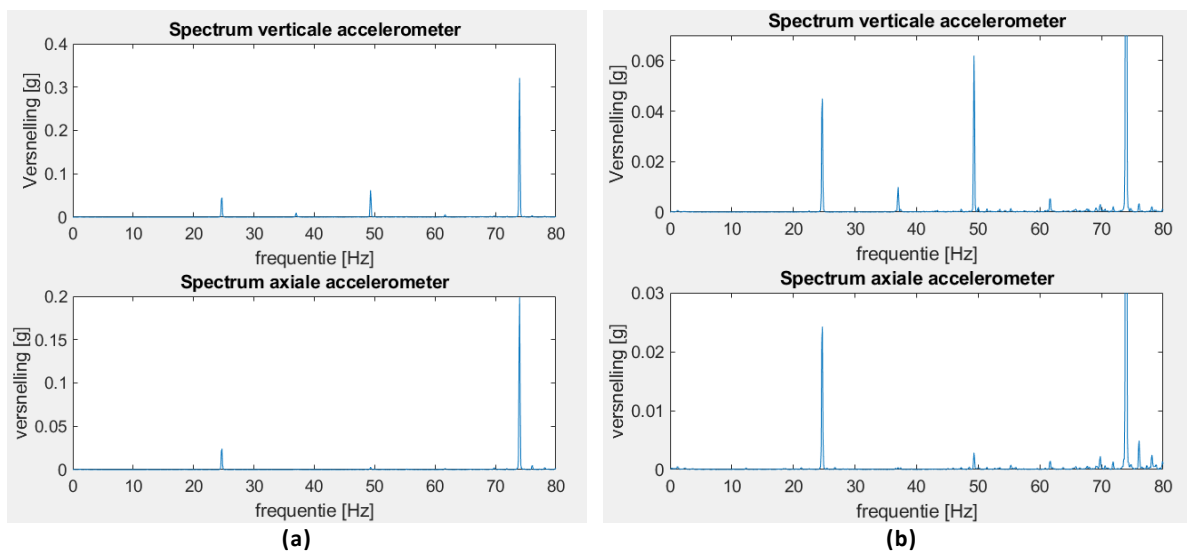 Spectrum verticale accelerometer
Versnelling [g]
0.4
0.3
0.2
0.1
0
0 10 20 30 40 50 60 70 80
frequentie [Hz]
Spectrum axiale accelerometer
versnelling [g]
0.2
0.15
0.1
0.05
0
0 10 20 30 40 50 60 70 80
frequentie [Hz]
(a)
Spectrum verticale accelerometer
Versnelling [g]
0.06
0.04
0.02
0
0 10 20 30 40 50 60 70 80
frequentie [Hz]
Spectrum axiale accelerometer
versnelling [g]
0.03
0.02
0.01
0
0 10 20 30 40 50 60 70 80
frequentie [Hz]
(b)